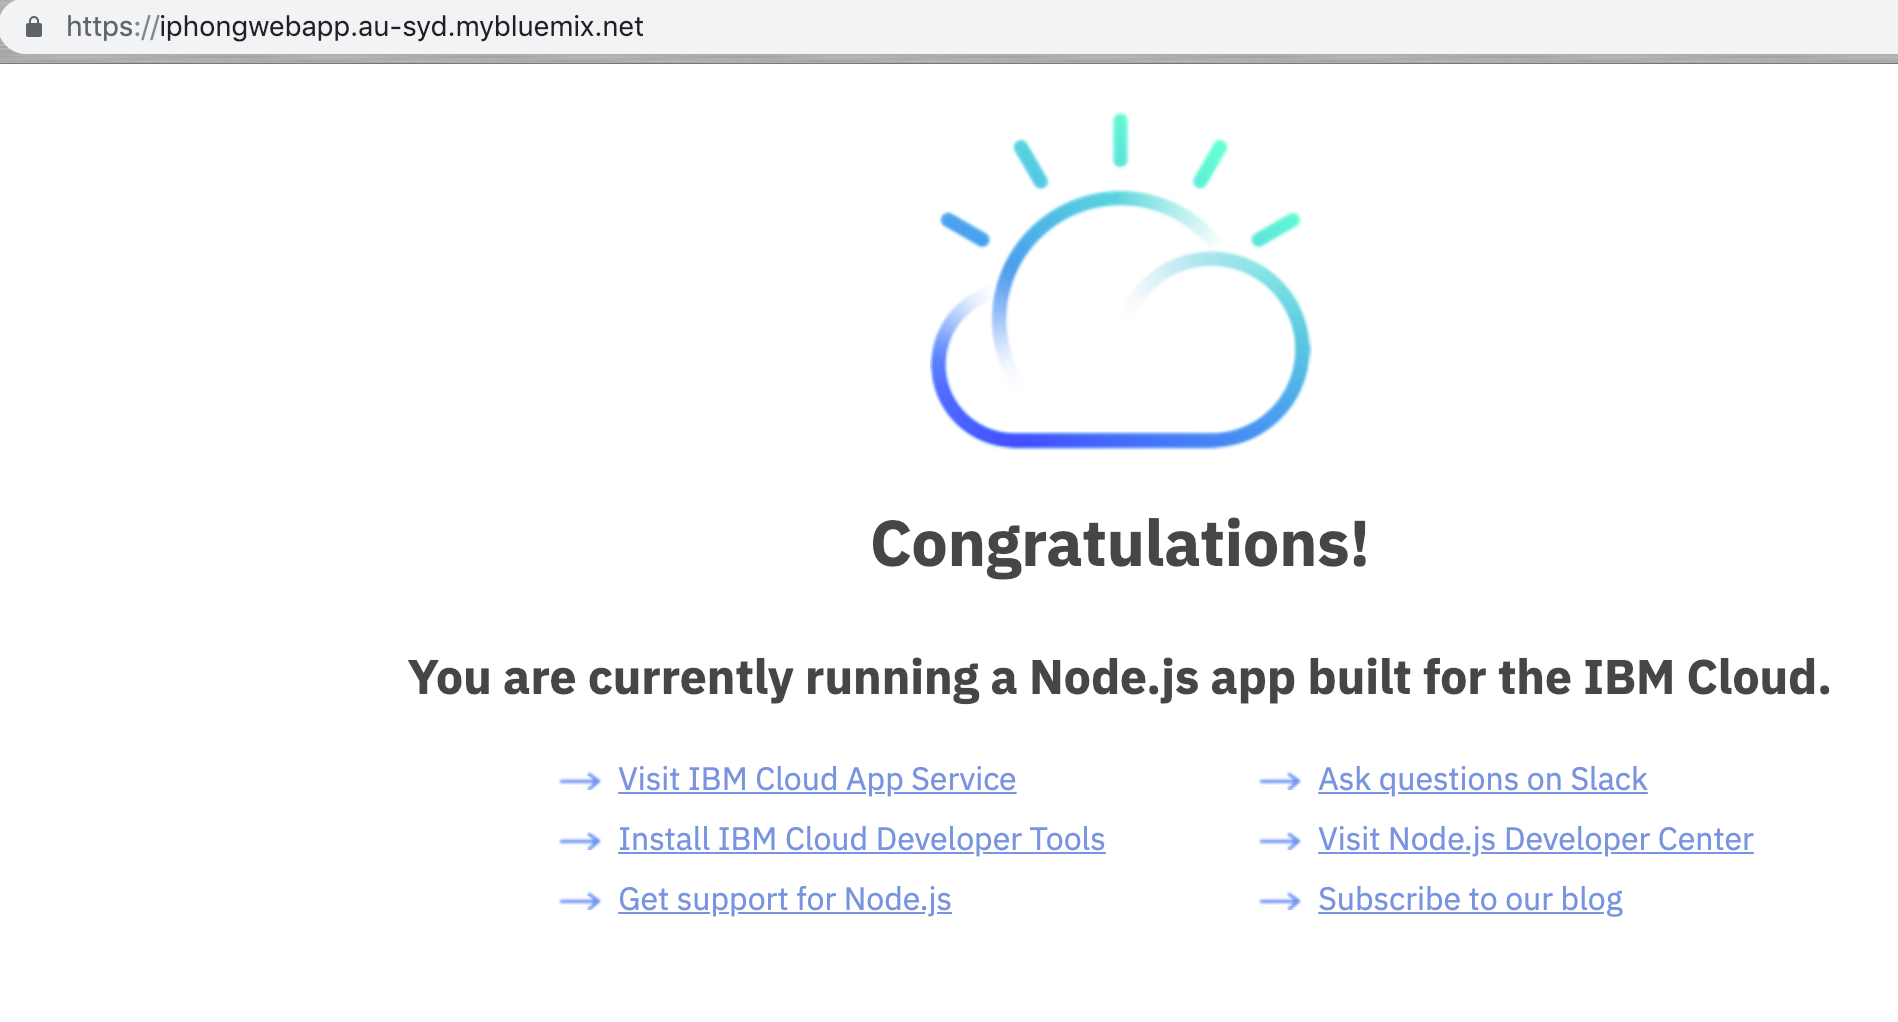 https://iphongwebapp.au-syd.mybluemix.net
Congratulations!
You are currently running a Node.js app built for the IBM Cloud.
Visit IBM Cloud App Service
Install IBM Cloud Developer Tools
Get support for Node.js
Ask questions on Slack
Visit Node.js Developer Center
Subscribe to our blog